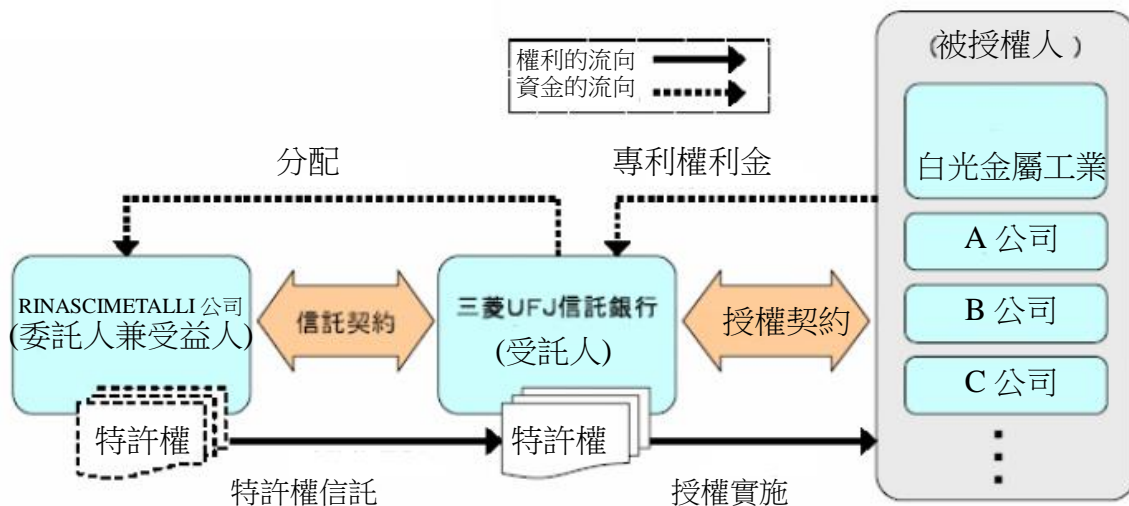 權利的流向
資金的流向
(被授權人)
白光金屬工業
A 公司
B 公司
C 公司
分配
專利權利金
RINASCIMETALLI 公司
(委託人兼受益人)
信託契約
三菱UFJ信託銀行
(受託人)
授權契約
特許權
特許權
特許權信託
授權實施